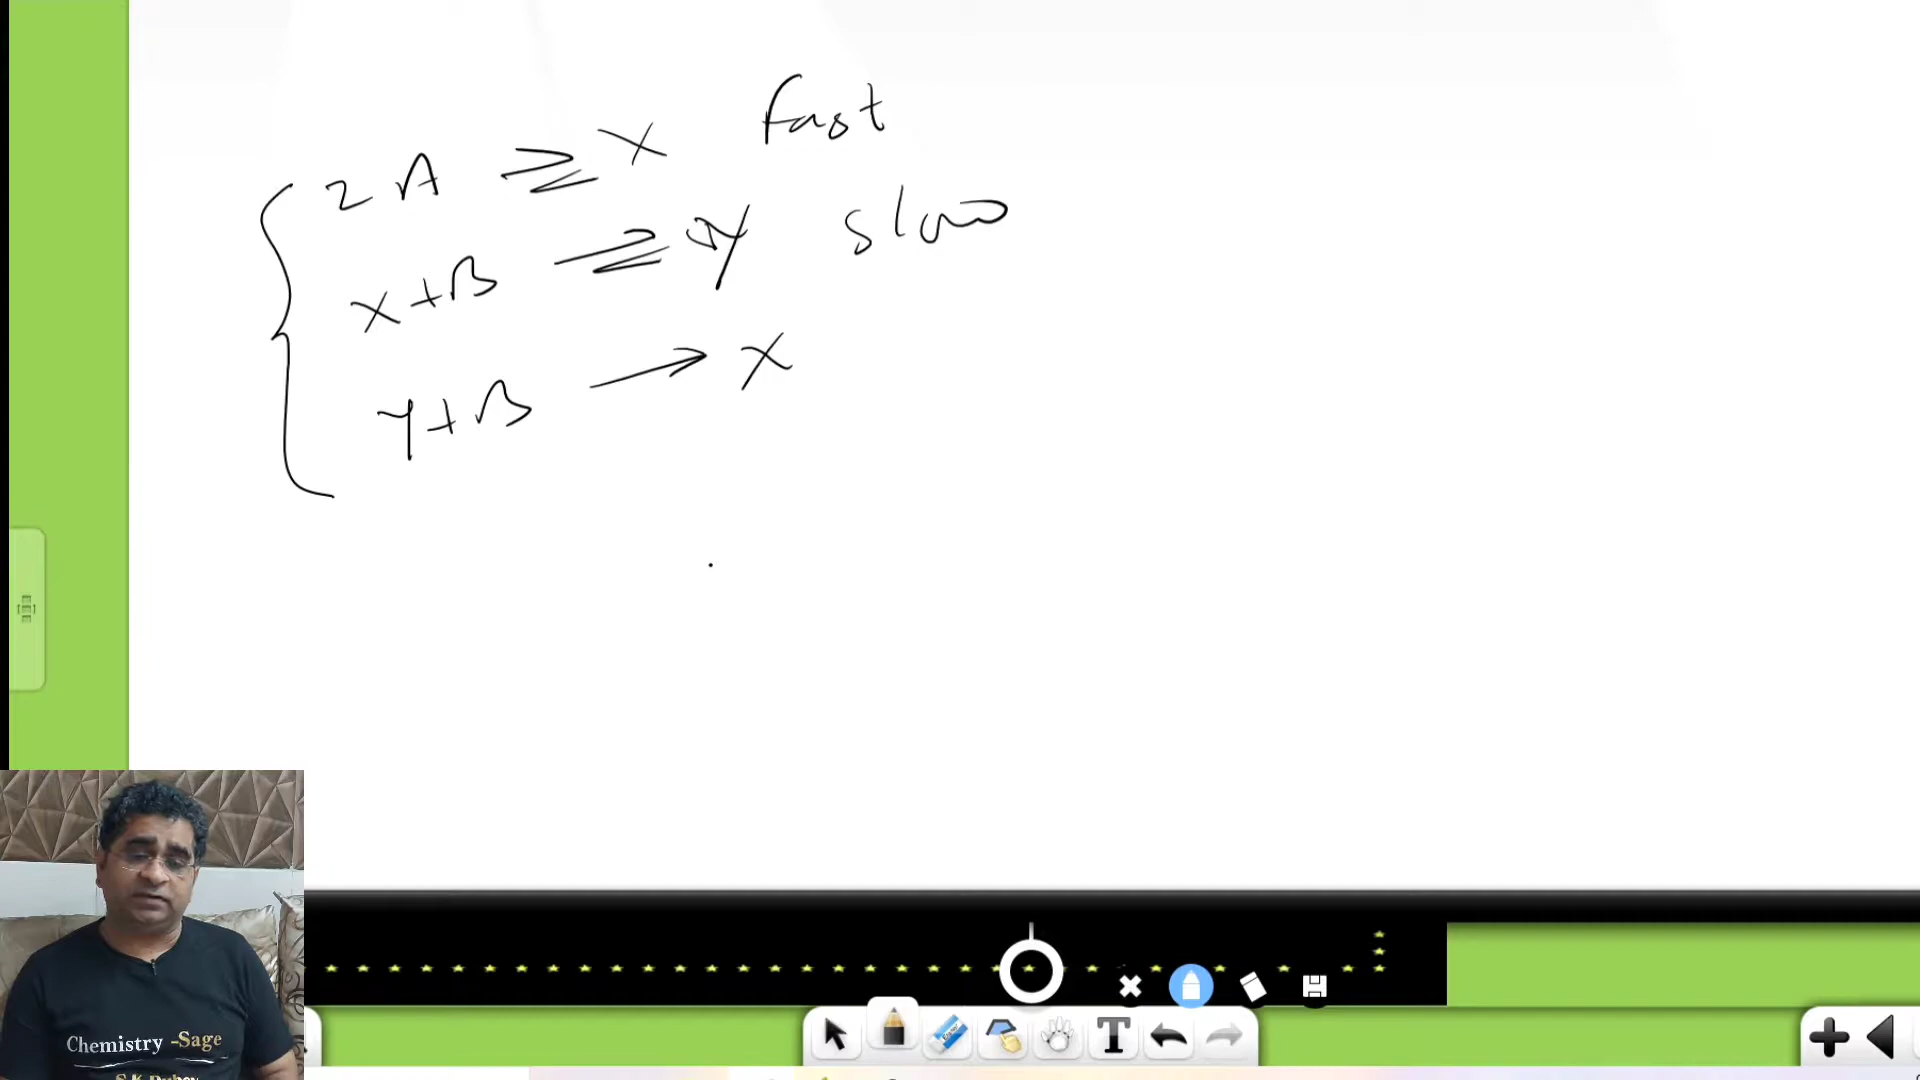 2A ⇌ X fast
X+B ⇌ Y slow
Y+B → X
T
Chemistry -Sage